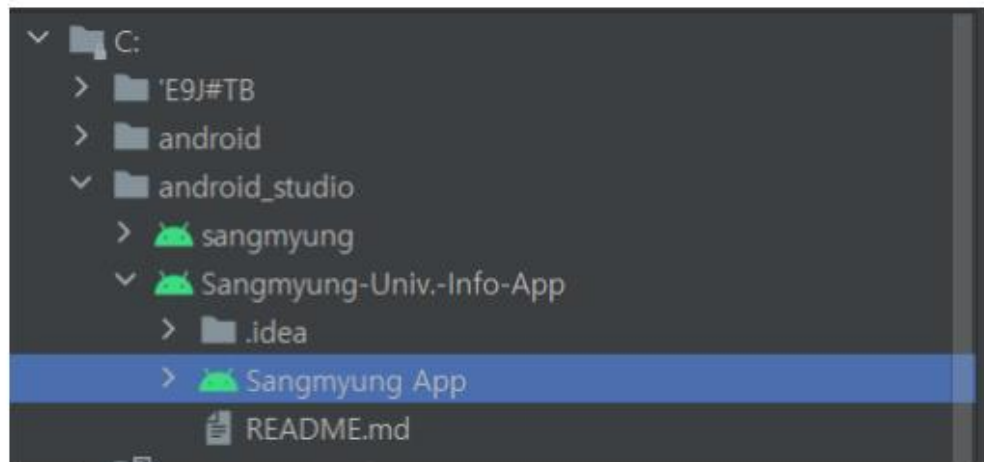 C:
'E9J#TB
android
android_studio
sangmyung
Sangmyung-Univ.-Info-App
.idea
Sangmyung App
README.md